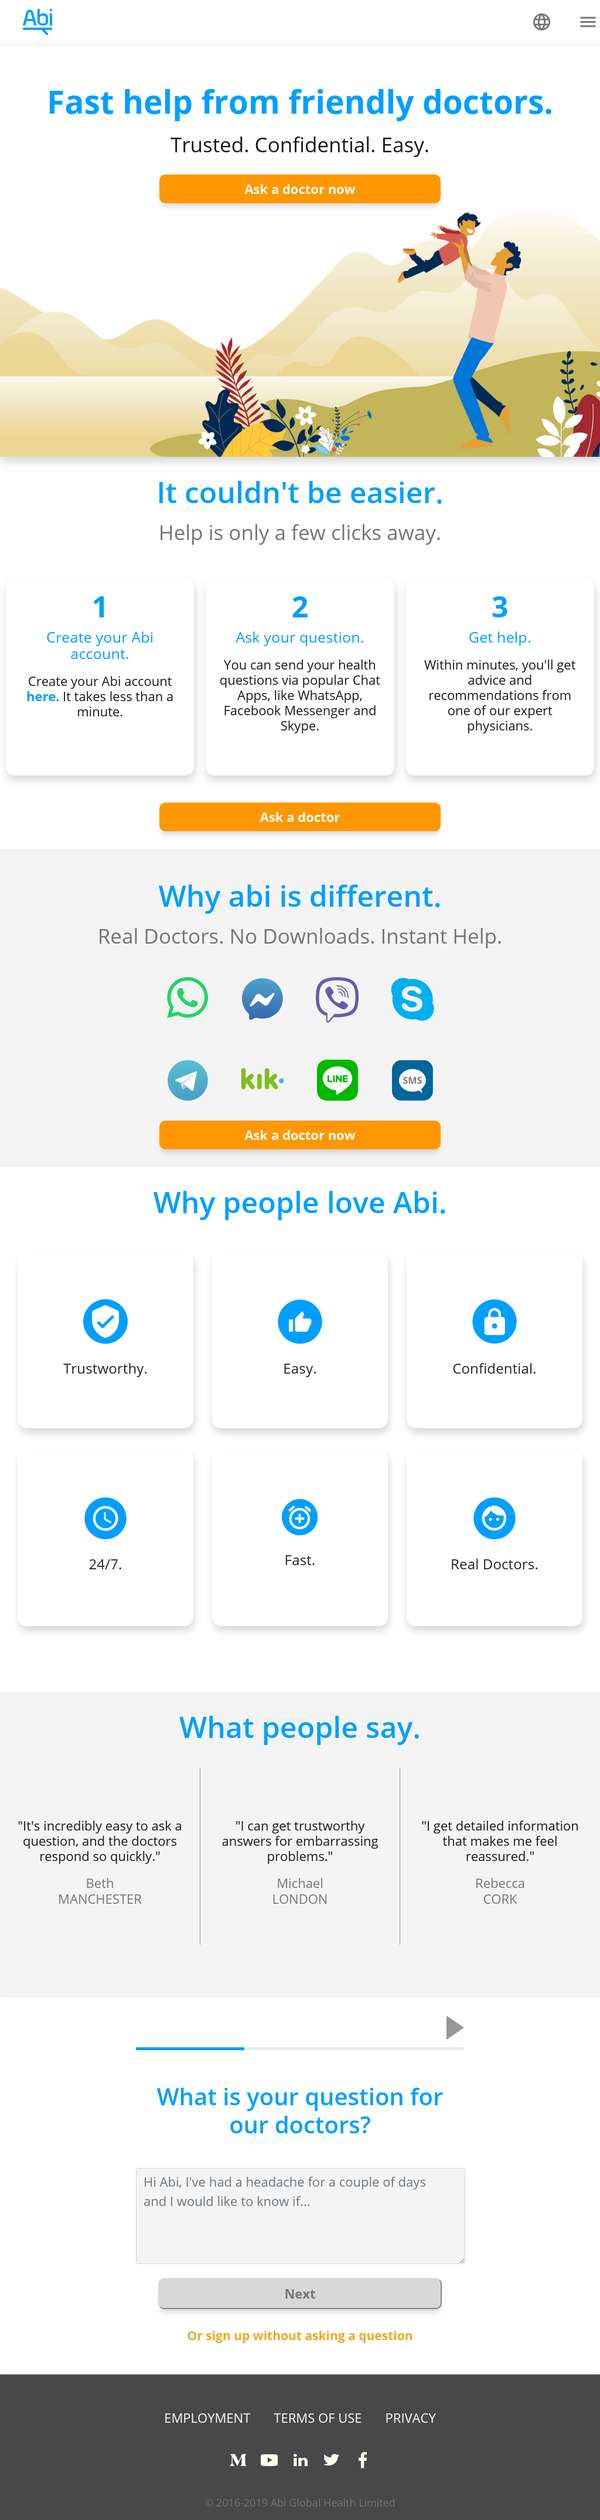 Abi
Fast help from friendly doctors.
Trusted. Confidential. Easy.
Ask a doctor now
It couldn't be easier.
Help is only a few clicks away.
1
Create your Abi
account.
Create your Abi account
here. It takes less than a
minute.
2
Ask your question.
You can send your health
questions via popular Chat
Apps, like WhatsApp,
Facebook Messenger and
Skype.
3
Get help.
Within minutes, you'll get
advice and
recommendations from
one of our expert
physicians.
Ask a doctor
Why abi is different.
Real Doctors. No Downloads. Instant Help.
S
kik
LINE
SMS
Ask a doctor now
Why people love Abi.
Trustworthy.
Easy.
Confidential.
24/7.
Fast.
Real Doctors.
What people say.
"It's incredibly easy to ask a
question, and the doctors
respond so quickly."
Beth
MANCHESTER
"I can get trustworthy
answers for embarrassing
problems."
Michael
LONDON
"I get detailed information
that makes me feel
reassured."
Rebecca
CORK
What is your question for
our doctors?
Hi Abi, I've had a headache for a couple of days
and I would like to know if...
Next
Or sign up without asking a question
EMPLOYMENT TERMS OF USE PRIVACY
M in f
© 2016-2019 Abi Global Health Limited